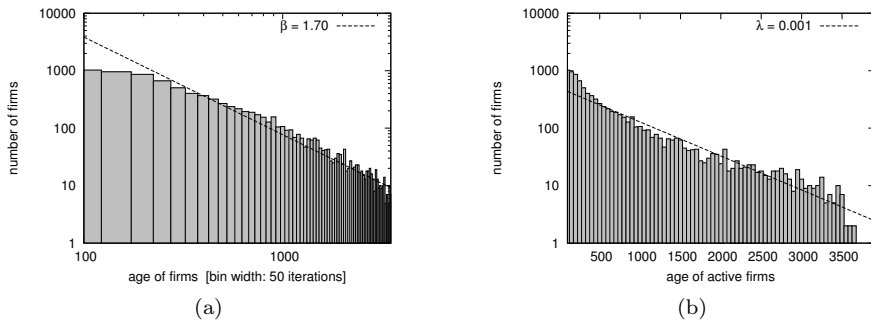 10000
1000
100
10
1
number of firms
β = 1.70
100
1000
age of firms [bin width: 50 iterations]
(a)
10000
1000
100
10
1
number of firms
λ = 0.001
500 1000 1500 2000 2500 3000 3500
age of active firms
(b)